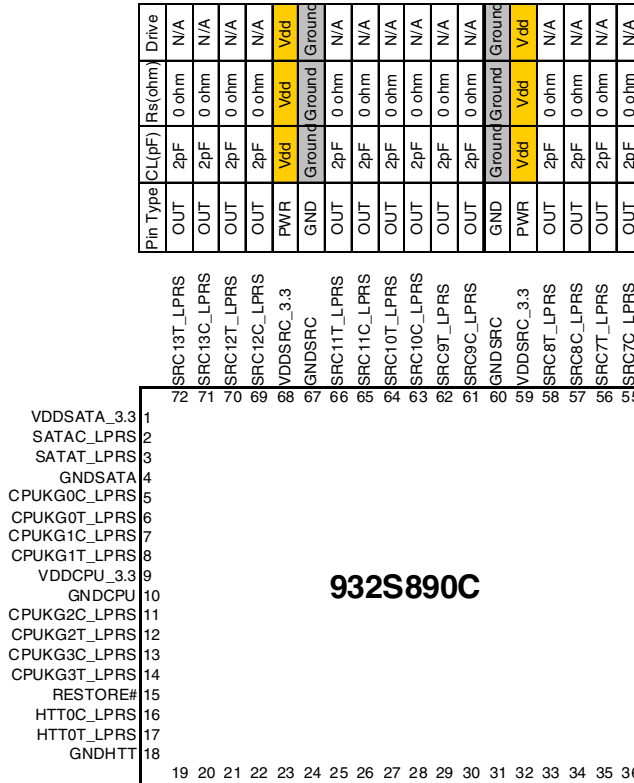 Drive N/A N/A N/A N/A Vdd Ground N/A N/A N/A N/A N/A N/A Ground Vdd N/A N/A N/A N/A
Rs(ohm) 0 ohm 0 ohm 0 ohm 0 ohm Vdd Ground 0 ohm 0 ohm 0 ohm 0 ohm 0 ohm 0 ohm Ground Vdd 0 ohm 0 ohm 0 ohm 0 ohm
CL(pF) 2pF 2pF 2pF 2pF Vdd Ground 2pF 2pF 2pF 2pF 2pF 2pF Ground Vdd 2pF 2pF 2pF 2pF
Pin Type OUT OUT OUT OUT PWR GND OUT OUT OUT OUT OUT OUT GND PWR OUT OUT OUT OUT
SRC13T_LPRS SRC13C_LPRS SRC12T_LPRS SRC12C_LPRS VDDSRC_3.3 GNDSRC SRC11T_LPRS SRC11C_LPRS SRC10T_LPRS SRC10C_LPRS SRC9T_LPRS SRC9C_LPRS GNDSRC VDDSRC_3.3 SRC8T_LPRS SRC8C_LPRS SRC7T_LPRS SRC7C_LPRS
72 71 70 69 68 67 66 65 64 63 62 61 60 59 58 57 56 55
VDDSATA_3.3 1
SATAC_LPRS 2
SATAT_LPRS 3
GNDSATA 4
CPUKG0C_LPRS 5
CPUKG0T_LPRS 6
CPUKG1C_LPRS 7
CPUKG1T_LPRS 8
VDDCPU_3.3 9
GNDCPU 10
CPUKG2C_LPRS 11
CPUKG2T_LPRS 12
CPUKG3C_LPRS 13
CPUKG3T_LPRS 14
RESTORE# 15
HTT0C_LPRS 16
HTT0T_LPRS 17
GNDHTT 18
932S890C
19 20 21 22 23 24 25 26 27 28 29 30 31 32 33 34 35 36